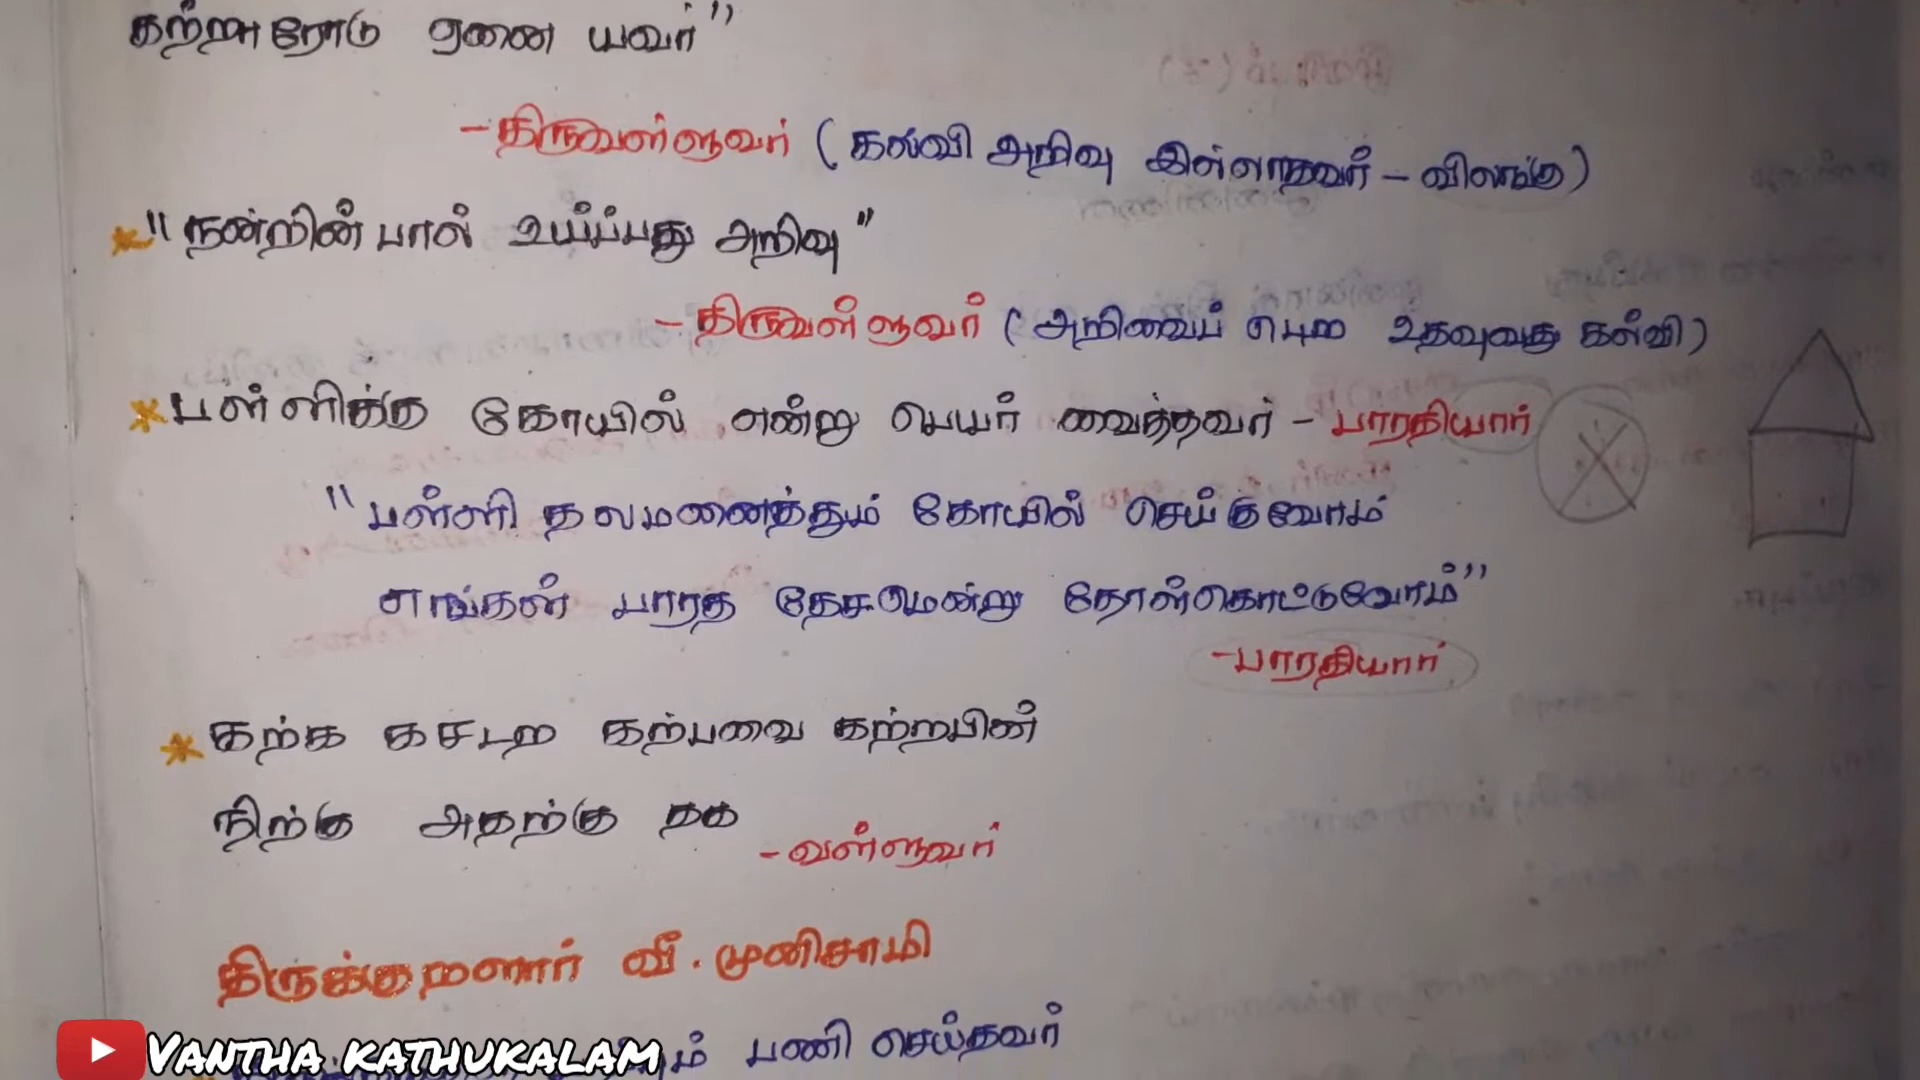 கற்றாரோடு ஏனை யவர்"
- திருவள்ளுவர் (கல்வி அறிவு இல்லாதவர் - விலங்கு)
* "நன்றின்பால் உய்ப்பது அறிவு"
- திருவள்ளுவர் (அறிவைப் பெற உதவுவது கல்வி)
* பள்ளிக்கு கோயில் என்று பெயர் வைத்தவர் - பாரதியார்
"பள்ளி தலமனைத்தும் கோயில் செய்குவோம்
எங்கள் பாரத தேசமென்று தோள்கொட்டுவோம்"
- பாரதியார்
* கற்க கசடற கற்பவை கற்றபின்
நிற்க அதற்கு தக
- வள்ளுவர்
திருக்குறளார் வீ. முனிசாமி
பணி செய்தவர்
VANTHA KATHUKALAM